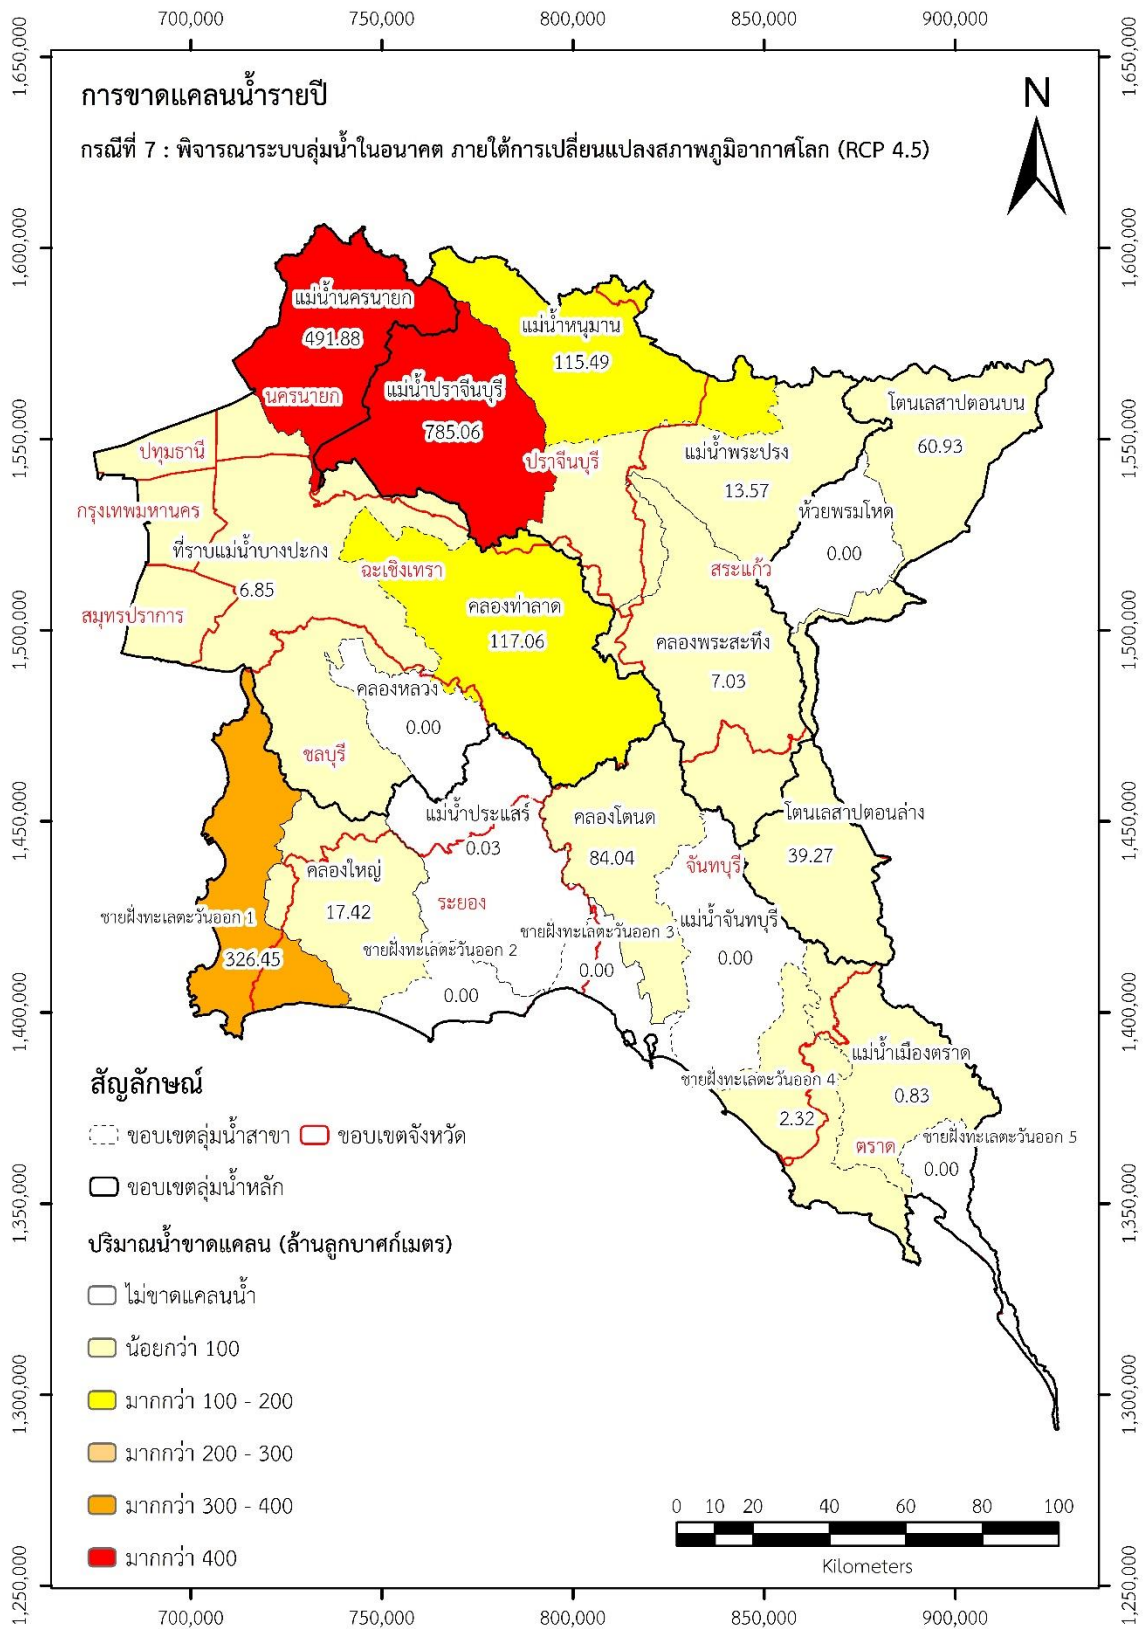 700,000 750,000 800,000 850,000 900,000
1,650,000 1,650,000
การขาดแคลนน้ำรายปี
N
กรณีที่ 7 : พิจารณาระบบลุ่มน้ำในอนาคต ภายใต้การเปลี่ยนแปลงสภาพภูมิอากาศโลก (RCP 4.5)
1,600,000 1,600,000
แม่น้ำนครนายก
491.88
แม่น้ำหนุมาน
115.49
นครนายก
แม่น้ำปราจีนบุรี
785.06
โตนเลสาปตอนบน
60.93
1,550,000 1,550,000
ปทุมธานี
ปราจีนบุรี
แม่น้ำพระปรง
13.57
กรุงเทพมหานคร
ห้วยพรมโหด
0.00
ที่ราบแม่น้ำบางปะกง
6.85
ฉะเชิงเทรา
สระแก้ว
สมุทรปราการ
คลองท่าลาด
117.06
1,500,000 1,500,000
คลองพระสะทึง
7.03
คลองหลวง
0.00
ชลบุรี
แม่น้ำประแสร์
0.03
คลองโตนด
84.04
โตนเลสาปตอนล่าง
39.27
1,450,000 1,450,000
คลองใหญ่
17.42
จันทบุรี
ระยอง
ชายฝั่งทะเลตะวันออก 1
326.45
แม่น้ำจันทบุรี
0.00
ชายฝั่งทะเลตะวันออก 3
0.00
ชายฝั่งทะเลตะวันออก 2
0.00
1,400,000 1,400,000
แม่น้ำเมืองตราด
0.83
ชายฝั่งทะเลตะวันออก 4
2.32
ตราด
ชายฝั่งทะเลตะวันออก 5
0.00
สัญลักษณ์
ขอบเขตลุ่มน้ำสาขา ขอบเขตจังหวัด
ขอบเขตลุ่มน้ำหลัก
1,350,000 1,350,000
ปริมาณน้ำขาดแคลน (ล้านลูกบาศก์เมตร)
ไม่ขาดแคลนน้ำ
น้อยกว่า 100
1,300,000 1,300,000
มากกว่า 100 - 200
มากกว่า 200 - 300
มากกว่า 300 - 400
มากกว่า 400
0 10 20 40 60 80 100
Kilometers
1,250,000 1,250,000
700,000 750,000 800,000 850,000 900,000